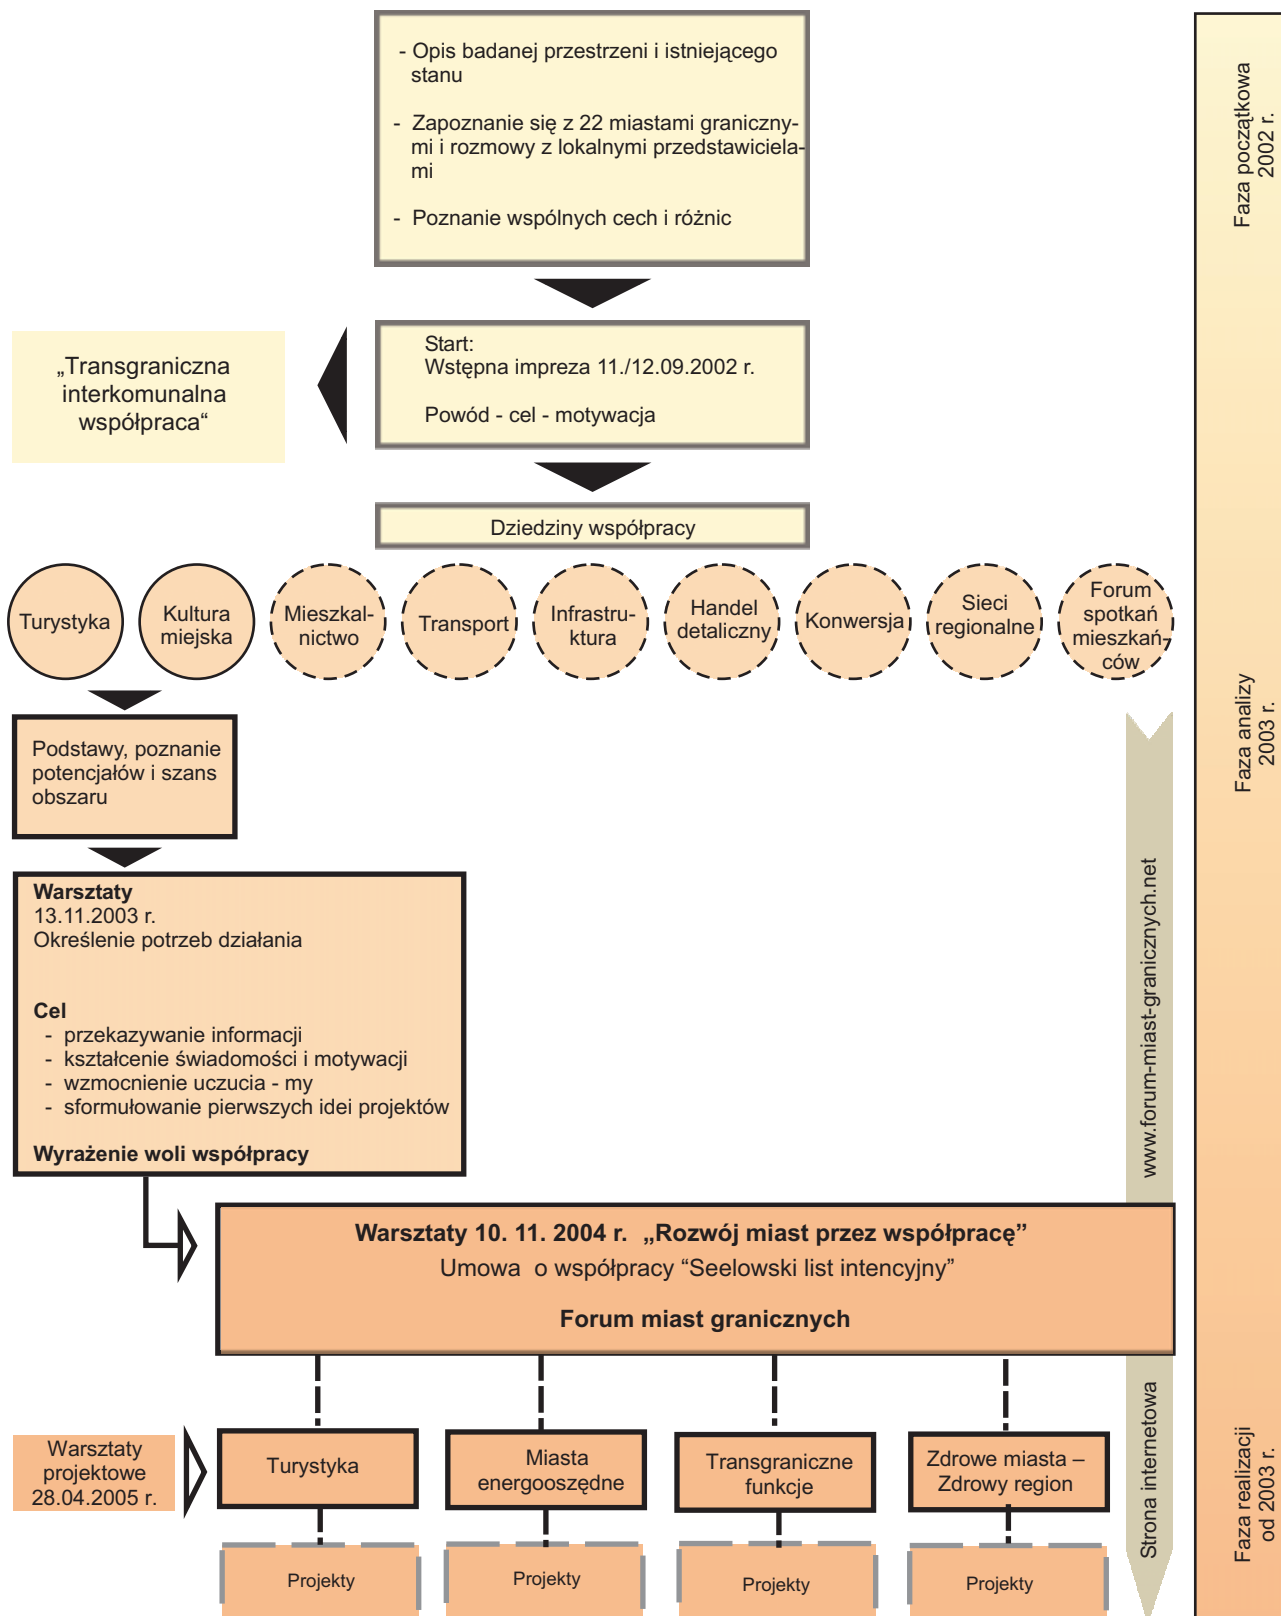 - Opis badanej przestrzeni i istniejącego
stanu
- Zapoznanie się z 22 miastami graniczny-
mi i rozmowy z lokalnymi przedstawiciela-
mi
- Poznanie wspólnych cech i różnic
Faza początkowa
2002 r.
„Transgraniczna
interkomunalna
współpraca“
Start:
Wstępna impreza 11./12.09.2002 r.
Powód - cel - motywacja
Dziedziny współpracy
Turystyka
Kultura
miejska
Mieszkal-
nictwo
Transport
Infrastru-
ktura
Handel
detaliczny
Konwersja
Sieci
regionalne
Forum
spotkań
mieszkań-
ców
Faza analizy
2003 r.
Podstawy, poznanie
potencjałów i szans
obszaru
Warsztaty
13.11.2003 r.
Określenie potrzeb działania
Cel
- przekazywanie informacji
- kształcenie świadomości i motywacji
- wzmocnienie uczucia - my
- sformułowanie pierwszych idei projektów
Wyrażenie woli współpracy
www.forum-miast-granicznych.net
Warsztaty 10. 11. 2004 r. „Rozwój miast przez współpracę”
Umowa o współpracy “Seelowski list intencyjny”
Forum miast granicznych
Warsztaty
projektowe
28.04.2005 r.
Turystyka
Miasta
energooszędne
Transgraniczne
funkcje
Zdrowe miasta –
Zdrowy region
Strona internetowa
Faza realizacji
od 2003 r.
Projekty
Projekty
Projekty
Projekty